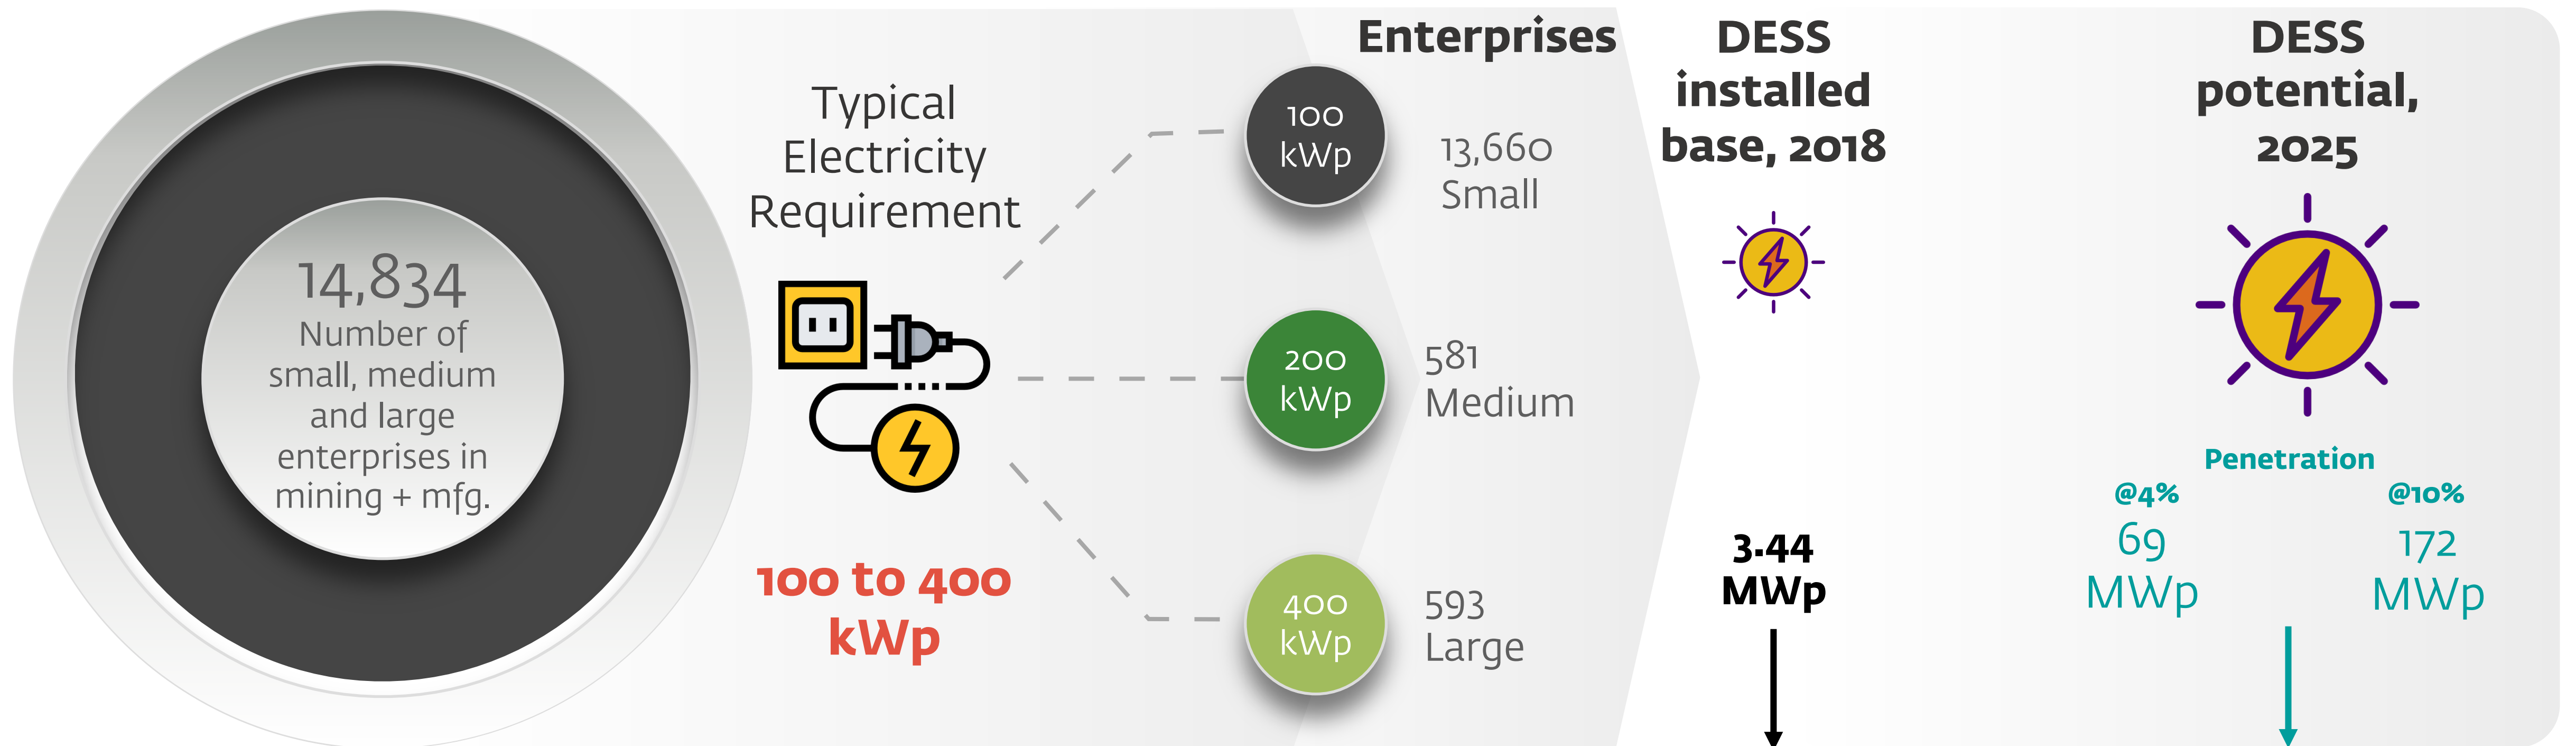 14,834
Number of
small, medium
and large
enterprises in
mining + mfg.
Typical
Electricity
Requirement
100 to 400
kWp
Enterprises
100
kWp
13,660
Small
200
kWp
581
Medium
400
kWp
593
Large
DESS
installed
base, 2018
3.44
MWp
DESS
potential,
2025
Penetration
@4%
69
MWp
@10%
172
MWp